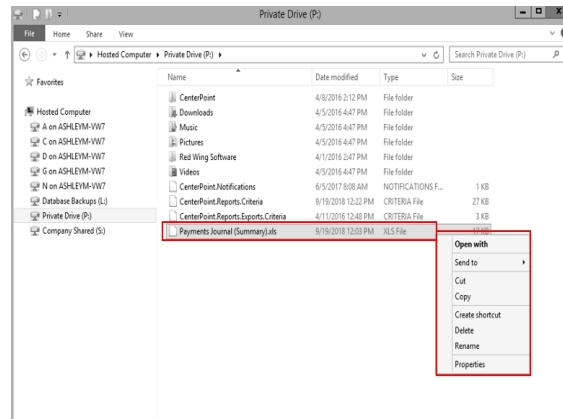 Private Drive (P:)
File Home Share View
Hosted Computer Private Drive (P:) Search Private Drive (P:)
Favorites
Hosted Computer
A on ASHLEYM-VW7
C on ASHLEYM-VW7
D on ASHLEYM-VW7
G on ASHLEYM-VW7
N on ASHLEYM-VW7
Database Backups (L:)
Private Drive (P:)
Company Shared (S:)
Name Date modified Type Size
CenterPoint 4/8/2016 2:12 PM File folder
Downloads 4/5/2016 4:47 PM File folder
Music 4/5/2016 4:47 PM File folder
Pictures 4/5/2016 4:47 PM File folder
Red Wing Software 4/1/2016 2:47 PM File folder
Videos 4/5/2016 4:47 PM File folder
CenterPoint.Notifications 6/5/2017 8:08 AM NOTIFICATIONS F... 1 KB
CenterPoint.Reports.Criteria 9/19/2018 12:22 PM CRITERIA File 27 KB
CenterPoint.Reports.Exports.Criteria 4/11/2016 12:48 PM CRITERIA File 3 KB
Payments Journal (Summary).xls 9/19/2018 12:03 PM XLS File 17 KB
Open with
Send to
Cut
Copy
Create shortcut
Delete
Rename
Properties